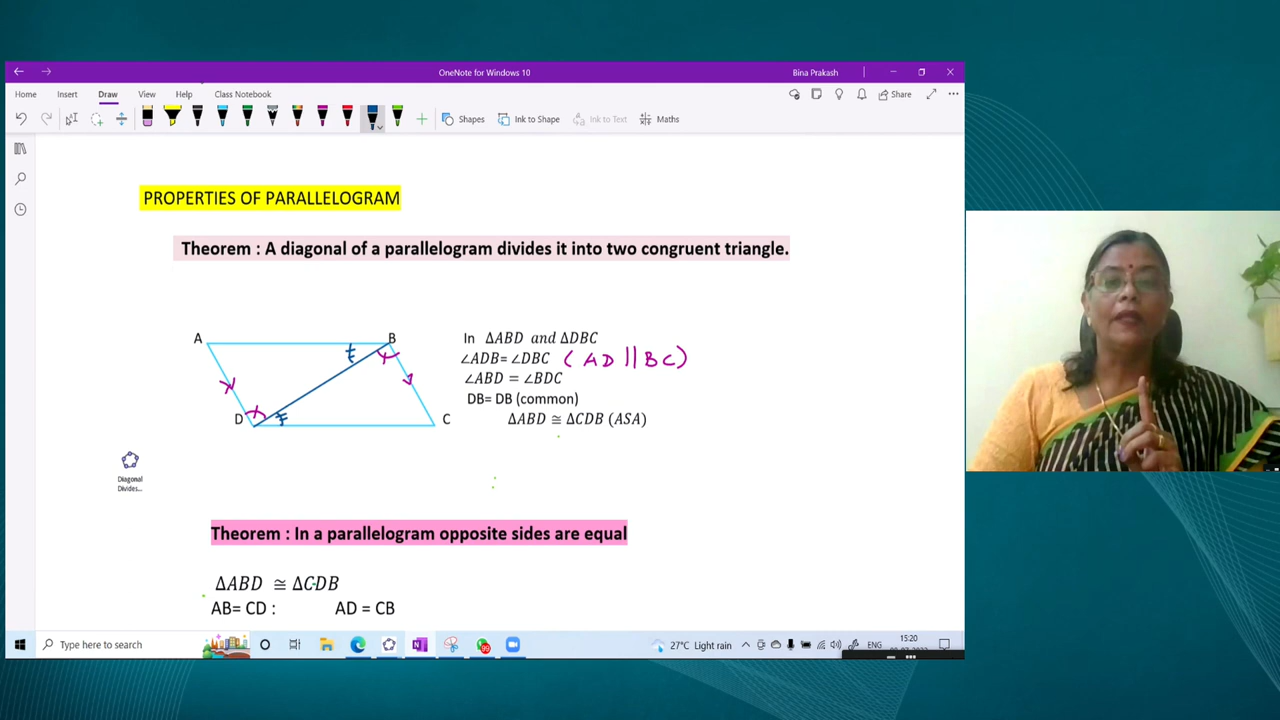 OneNote for Windows 10
Bina Prakash
Home Insert Draw View Help Class Notebook
Share
Shapes Ink to Shape Ink to Text Maths
PROPERTIES OF PARALLELOGRAM
Theorem : A diagonal of a parallelogram divides it into two congruent triangle.
A B
D C
In ΔABD and ΔDBC
∠ADB= ∠DBC (AD || BC)
∠ABD = ∠BDC
DB= DB (common)
ΔABD ≅ ΔCDB (ASA)
Diagonal
Divides...
Theorem : In a parallelogram opposite sides are equal
ΔABD ≅ ΔCDB
AB= CD : AD = CB
Type here to search
99
27°C Light rain
ENG
15:20